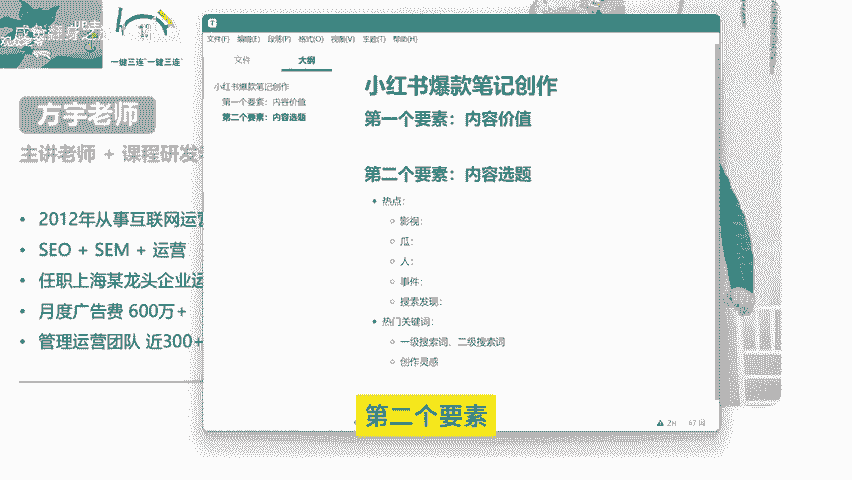 一键三连 一键三连
方宇老师
主讲老师 + 课程研发
• 2012年从事互联网运营
• SEO + SEM + 运营
• 任职上海某龙头企业运
• 月度广告费 600万+
• 管理运营团队 近300+
文件(F) 编辑(E) 段落(P) 格式(O) 视图(V) 主题(T) 帮助(H)
文件 大纲
小红书爆款笔记创作
第一个要素：内容价值
第二个要素：内容选题
小红书爆款笔记创作
第一个要素：内容价值
第二个要素：内容选题
• 热点：
影视：
瓜：
人：
事件：
搜索发现：
• 热门关键词：
一级搜索词、二级搜索词
创作灵感
第二个要素
67 词